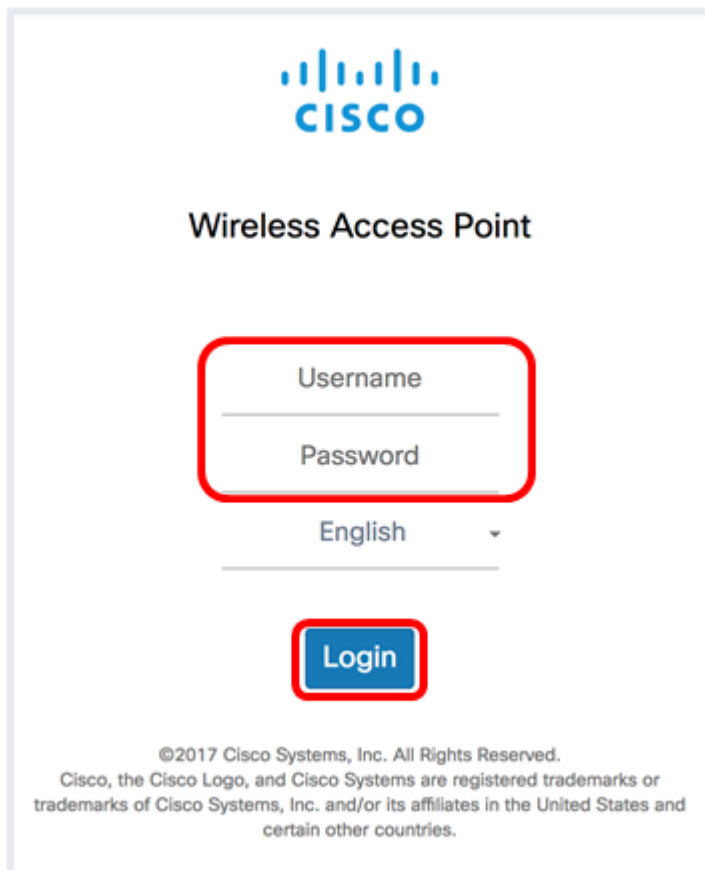 CISCO
Wireless Access Point
Username
Password
English
Login
©2017 Cisco Systems, Inc. All Rights Reserved.
Cisco, the Cisco Logo, and Cisco Systems are registered trademarks or
trademarks of Cisco Systems, Inc. and/or its affiliates in the United States and
certain other countries.